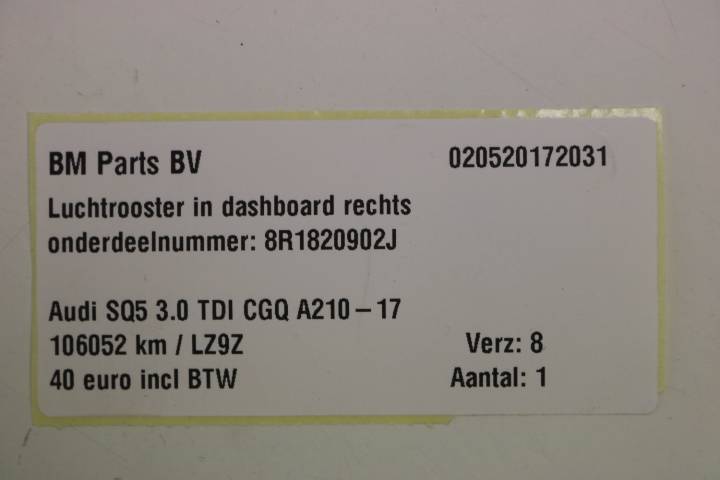 BM Parts BV 020520172031
Luchtrooster in dashboard rechts
onderdeelnummer: 8R1820902J
Audi SQ5 3.0 TDI CGQ A210 – 17
106052 km / LZ9Z Verz: 8
40 euro incl BTW Aantal: 1